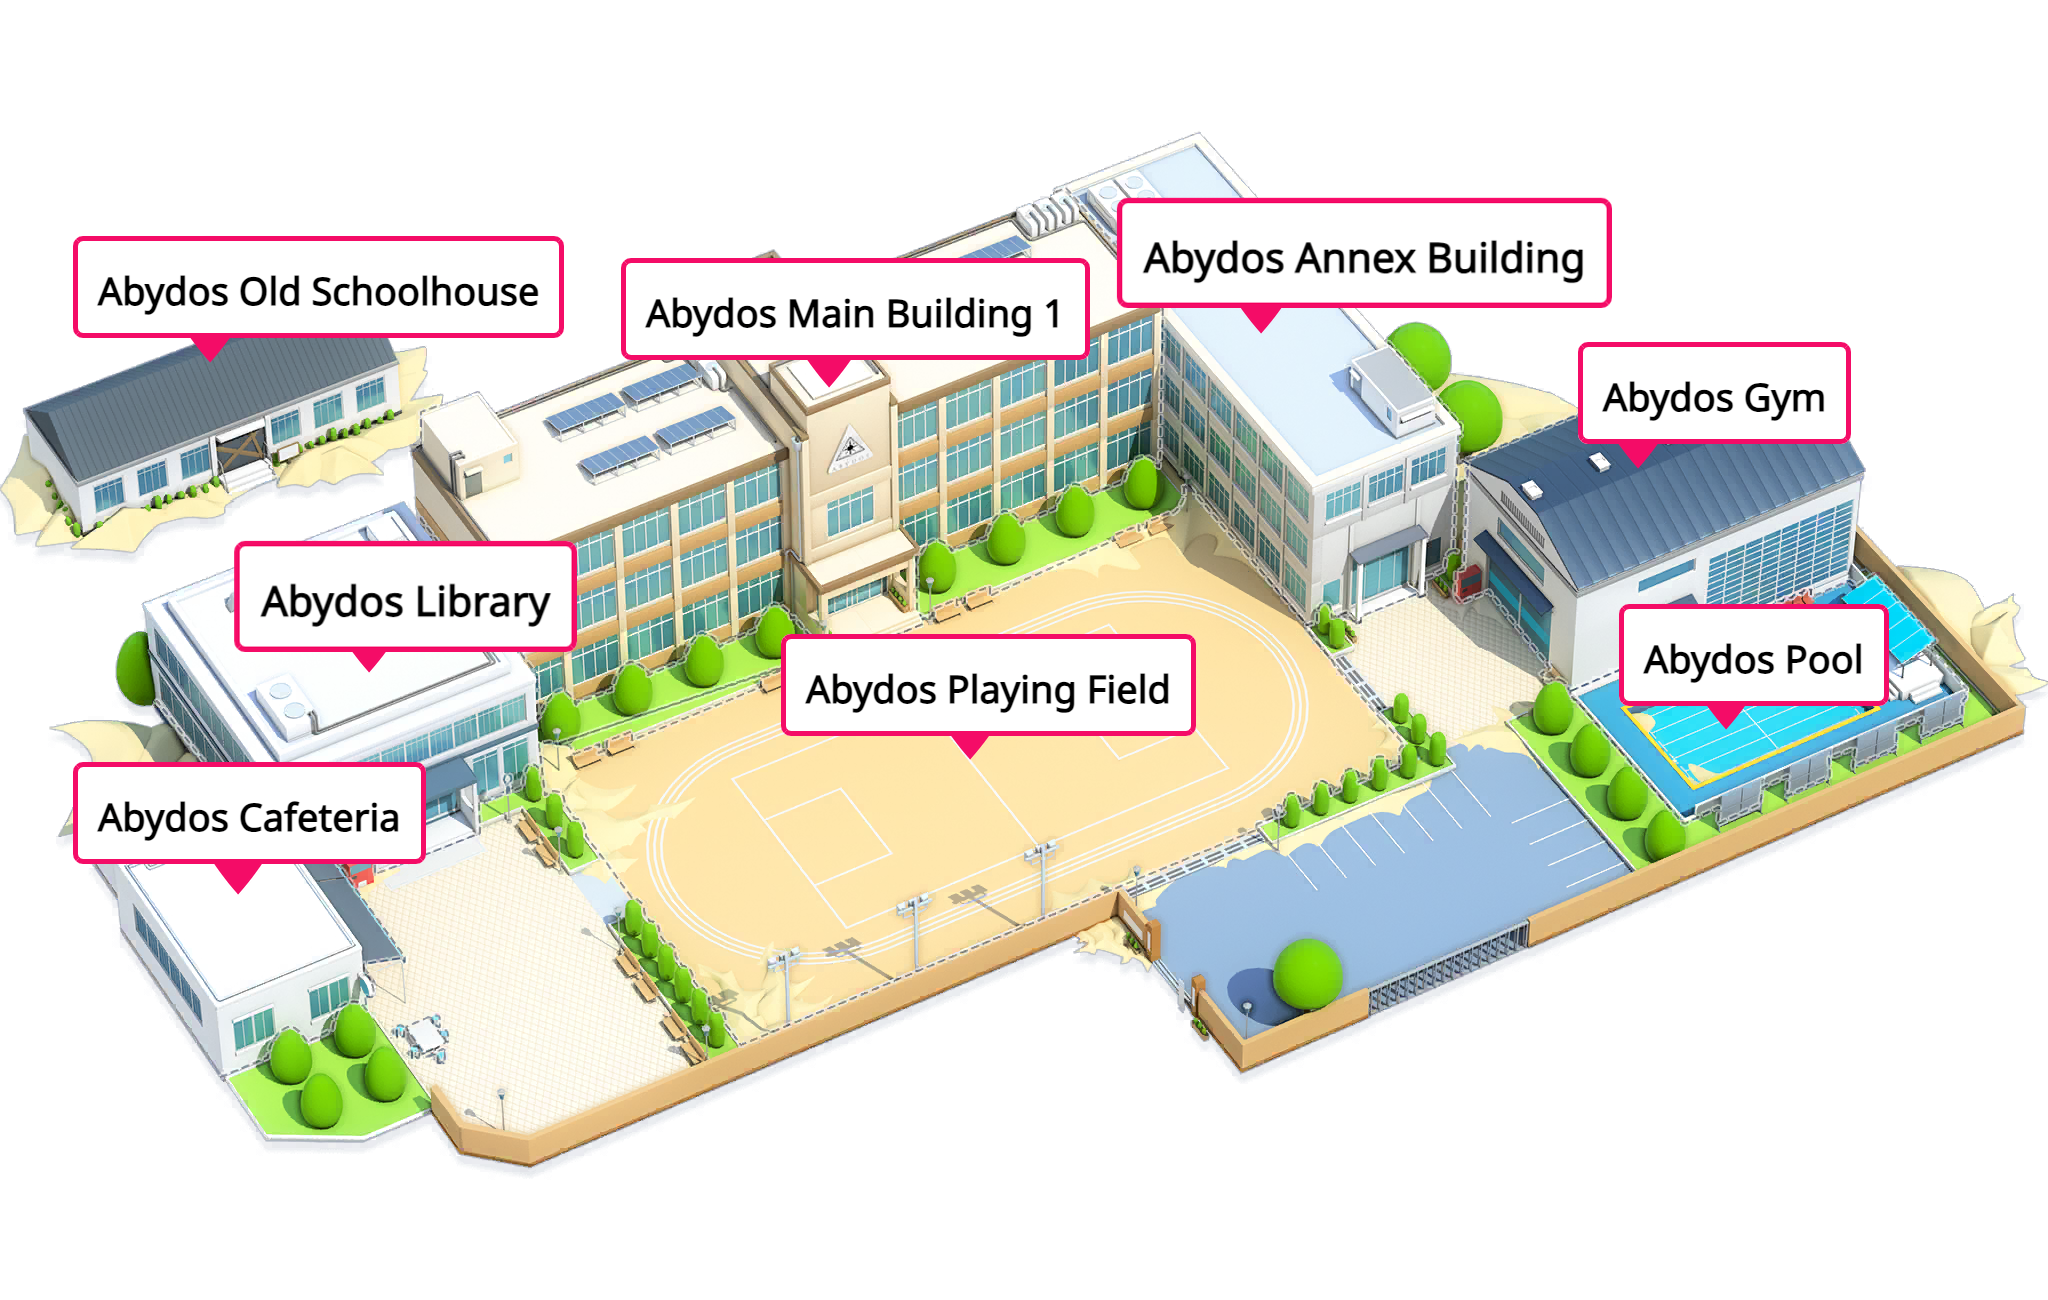 Abydos Annex Building
Abydos Old Schoolhouse
Abydos Main Building 1
Abydos Gym
Abydos Library
Abydos Playing Field
Abydos Pool
Abydos Cafeteria
ABYDOS